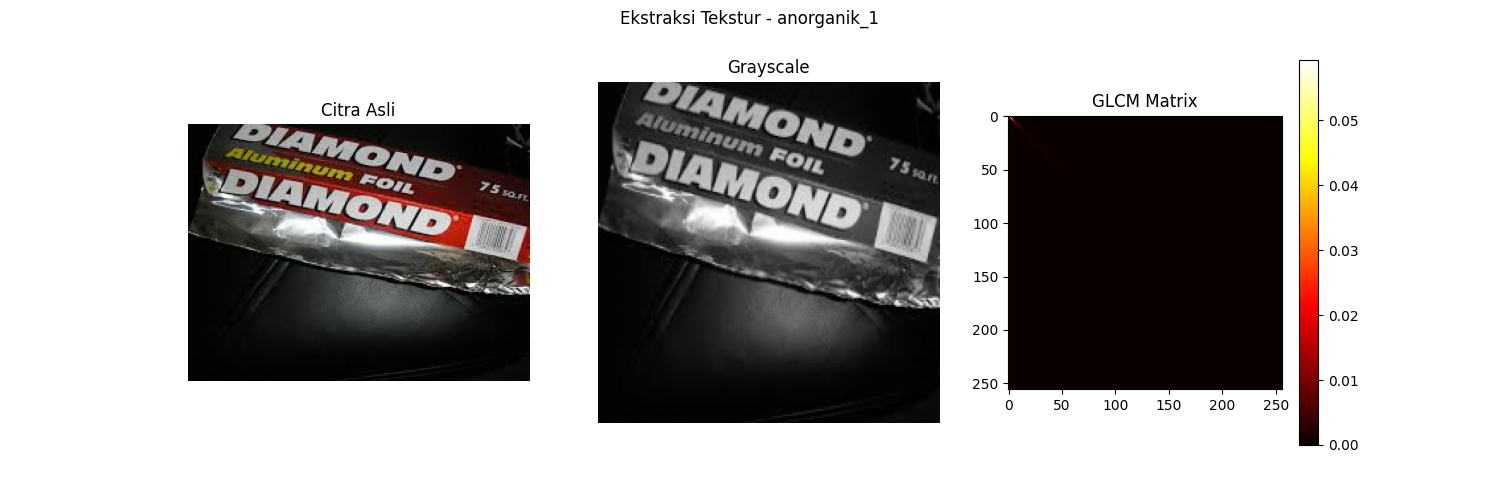 Ekstraksi Tekstur - anorganik_1
Citra Asli
DIAMOND
Aluminum FOIL
75 SQ.FT.
DIAMOND
Grayscale
DIAMOND
Aluminum FOIL
75 SQ.FT.
DIAMOND
GLCM Matrix
0
50
100
150
200
250
0 50 100 150 200 250
0.05
0.04
0.03
0.02
0.01
0.00